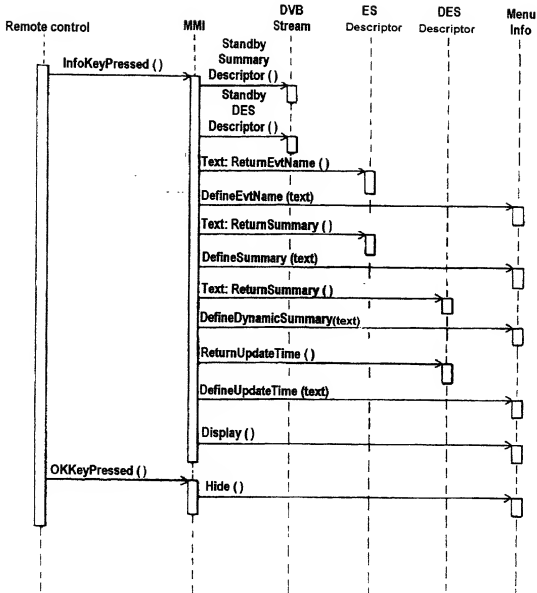 Remote control
MMI
DVB
Stream
ES
Descriptor
DES
Descriptor
Menu
Info
InfoKeyPressed ( )
Standby
Summary
Descriptor ( )
Standby
DES
Descriptor ( )
Text: ReturnEvtName ( )
DefineEvtName (text)
Text: ReturnSummary ( )
DefineSummary (text)
Text: ReturnSummary ( )
DefineDynamicSummary(text)
ReturnUpdateTime ( )
DefineUpdateTime (text)
Display ( )
OKKeyPressed ( )
Hide ( )